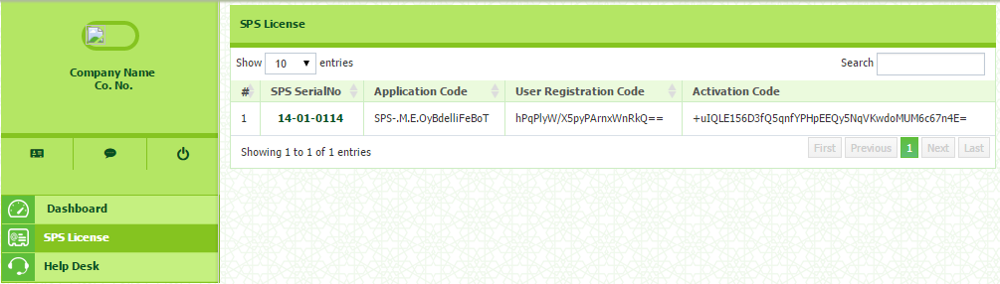 Company Name
Co. No.
Dashboard
SPS License
Help Desk
SPS License
Show 10 entries
Search
# SPS SerialNo Application Code User Registration Code Activation Code
1 14-01-0114 SPS-.M.E.OyBdelliFeBoT hPqPlyW/X5pyPArnxWnRkQ== +uIQLE156D3fQ5qnfYPHpEEQy5NqVKwdoMUM6c67n4E=
Showing 1 to 1 of 1 entries
First Previous 1 Next Last